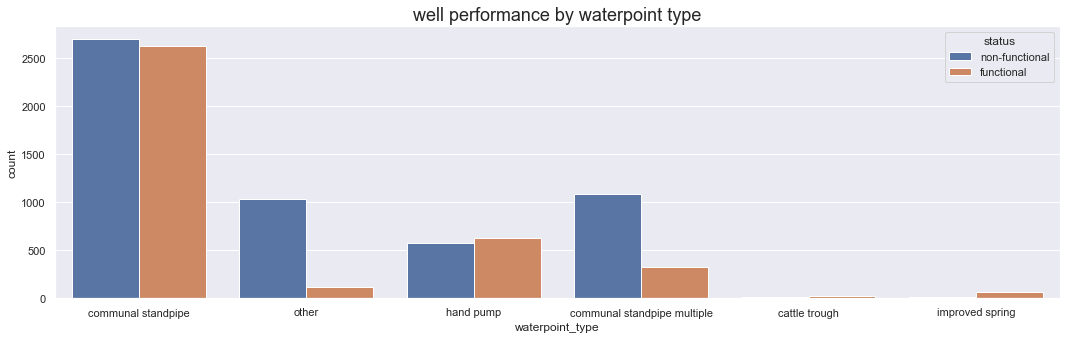 well performance by waterpoint type
status
non-functional
functional
count
2500
2000
1500
1000
500
0
communal standpipe
other
hand pump
communal standpipe multiple
cattle trough
improved spring
waterpoint_type